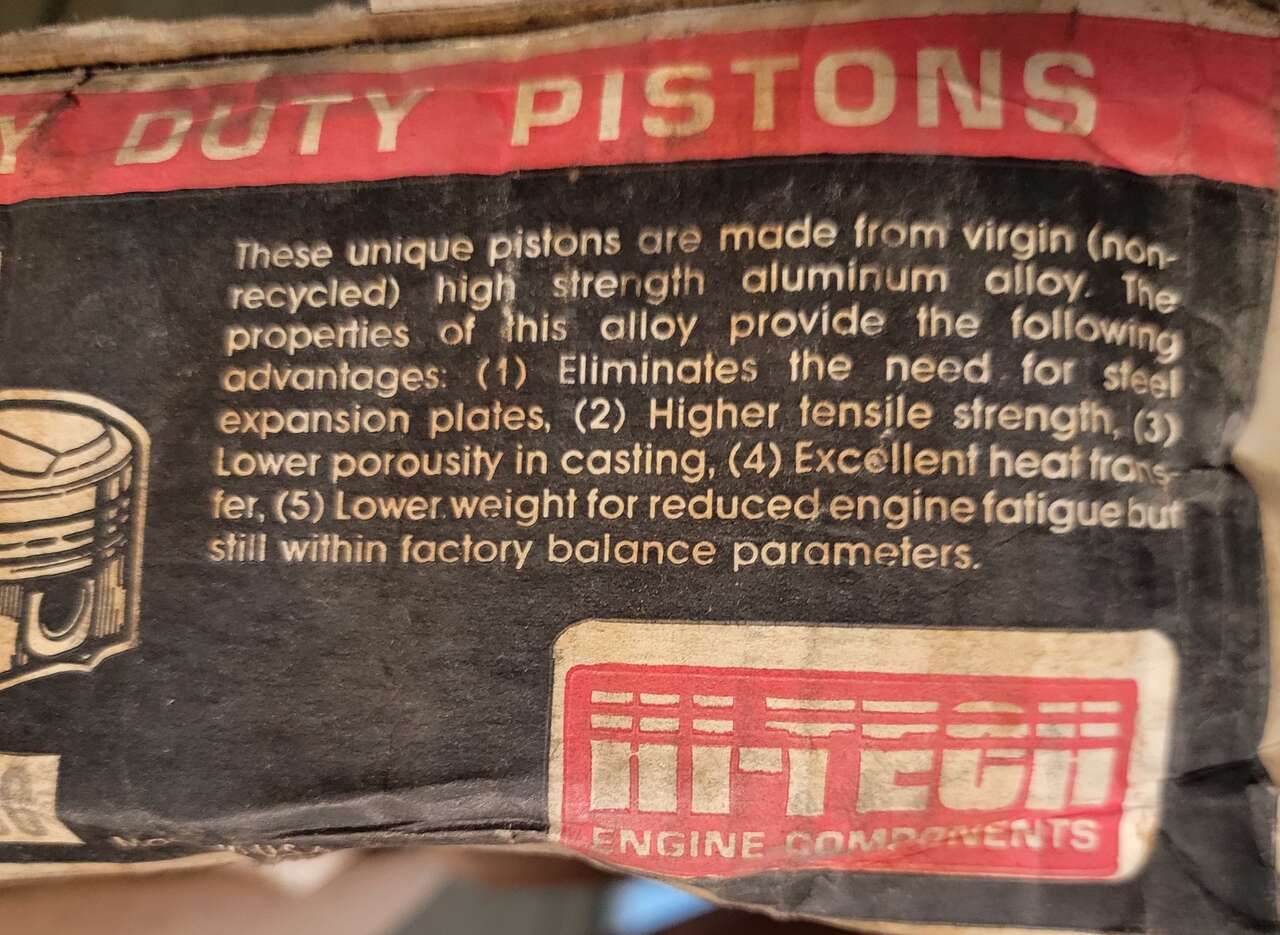 Y DUTY PISTONS
These unique pistons are made from virgin (non-
recycled) high strength aluminum alloy. The
properties of this alloy provide the following
advantages: (1) Eliminates the need for steel
expansion plates, (2) Higher tensile strength, (3)
Lower porousity in casting, (4) Excellent heat trans-
fer, (5) Lower weight for reduced engine fatigue but
still within factory balance parameters.
HI-TECH
ENGINE COMPONENTS